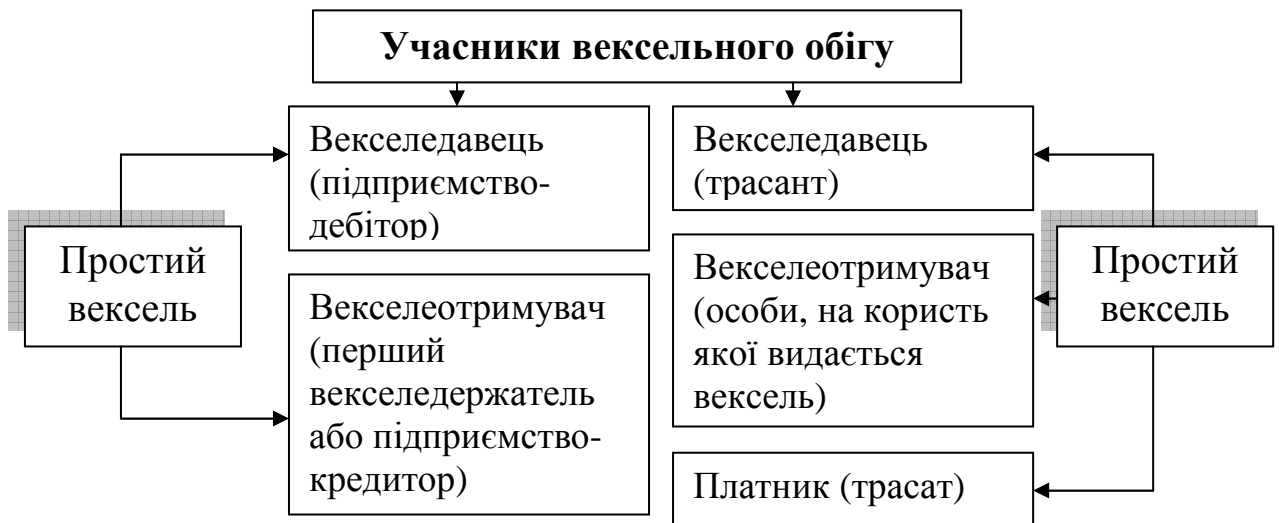 Учасники вексельного обігу
Векселедавець
(підприємство-
дебітор)
Векселедавець
(трасант)
Простий
вексель
Векселеотримувач
(перший
векселедержатель
або підприємство-
кредитор)
Векселеотримувач
(особи, на користь
якої видається
вексель)
Простий
вексель
Платник (трасат)